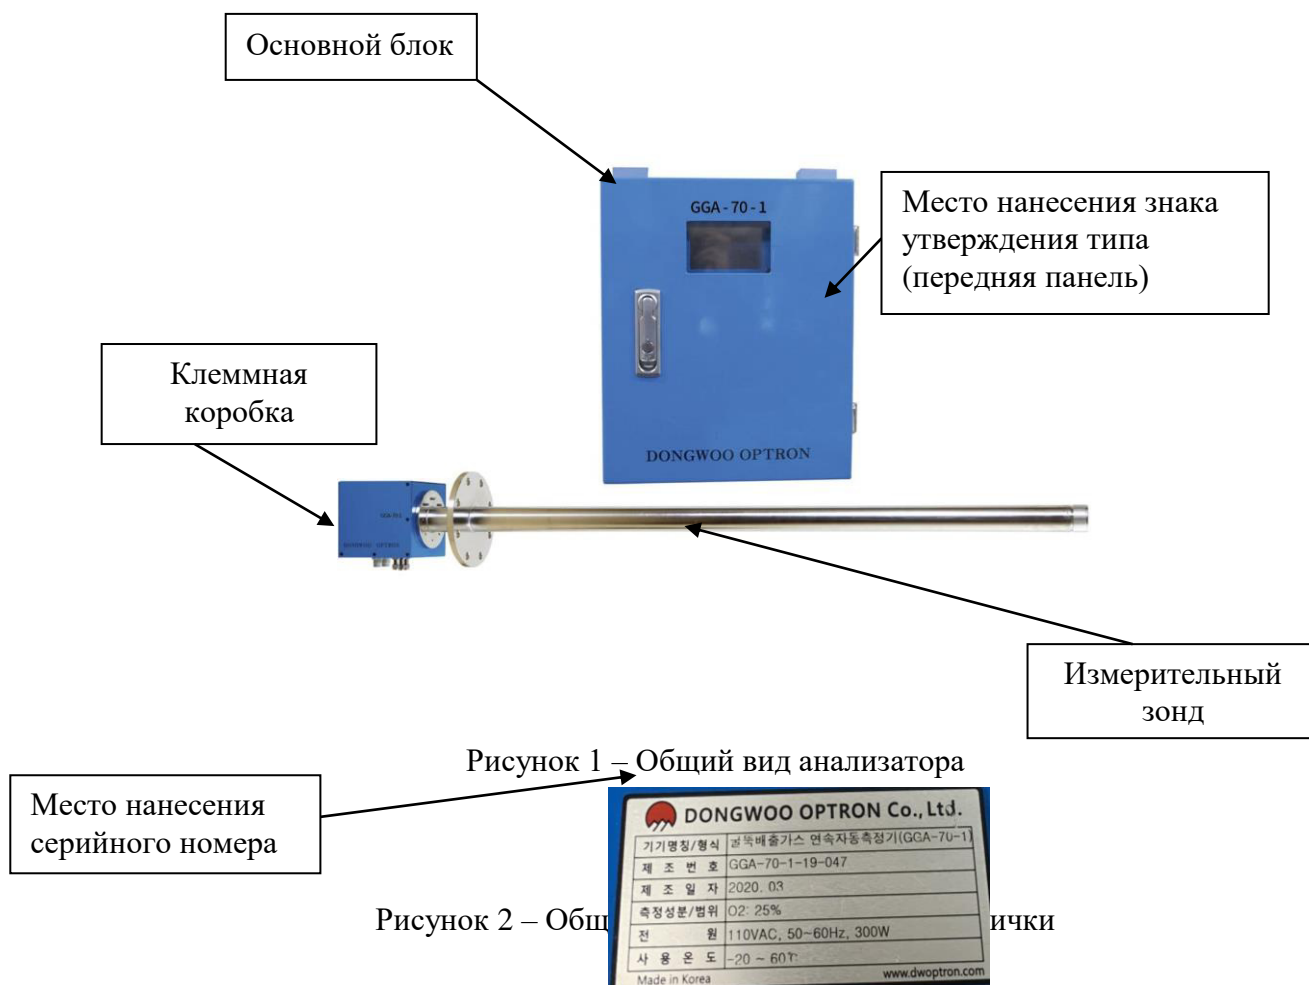 Основной блок
GGA-70-1
Место нанесения знака
утверждения типа
(передняя панель)
Клеммная
коробка
DONGWOO OPTRON
GGA-70-1
DONGWOO OPTRON
Измерительный
зонд
Рисунок 1 – Общий вид анализатора
Место нанесения
серийного номера
DONGWOO OPTRON Co., Ltd.
기기명칭/형식 굴뚝배출가스 연속자동측정기(GGA-70-1)
제 조 번 호 GGA-70-1-19-047
제 조 일 자 2020. 03
측정성분/범위 O2: 25%
전 원 110VAC, 50~60Hz, 300W
사 용 온 도 -20 ~ 60℃
Made in Korea www.dwoptron.com
Рисунок 2 – Общ ички